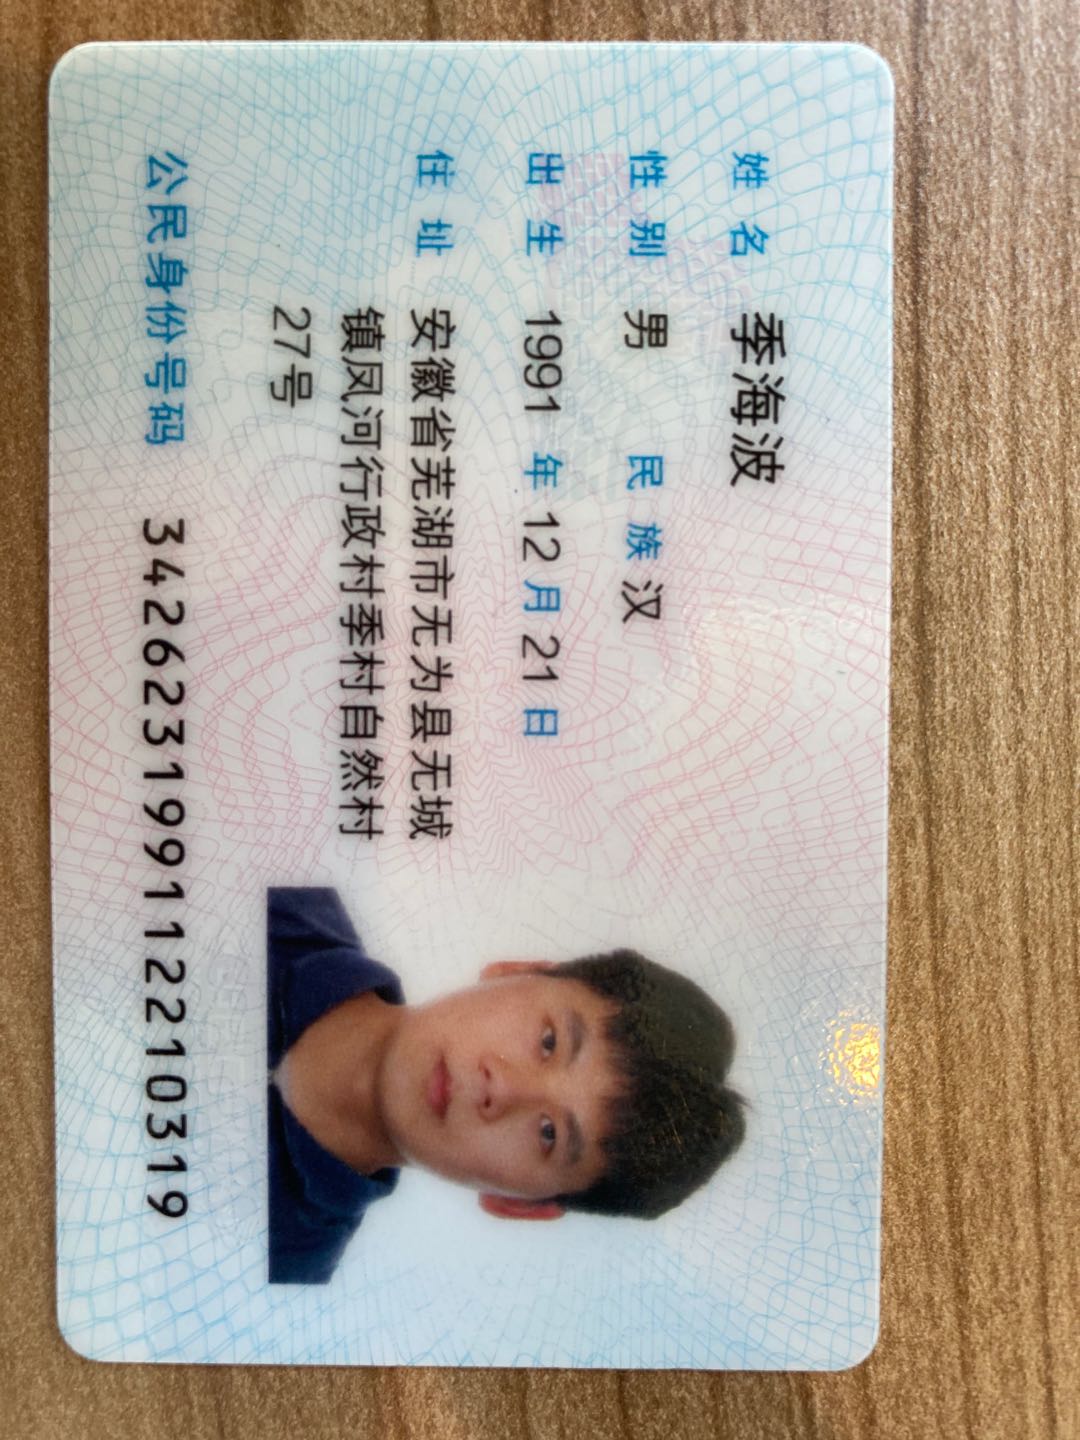 姓名 季海波
性别 男 民族 汉
出生 1991 年 12 月 21 日
住址 安徽省芜湖市无为县无城
镇凤河行政村季村自然村
27号
公民身份号码 342623199112210319